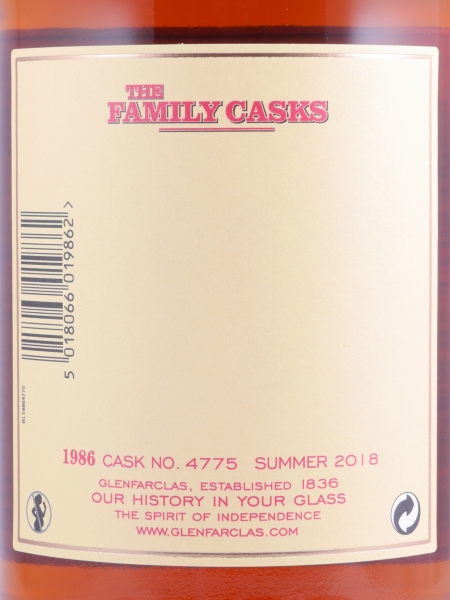 THE
FAMILY CASKS
5 018066 019862 >
1986 CASK NO. 4775 SUMMER 2018
GLENFARCLAS, ESTABLISHED 1836
OUR HISTORY IN YOUR GLASS
THE SPIRIT OF INDEPENDENCE
WWW.GLENFARCLAS.COM